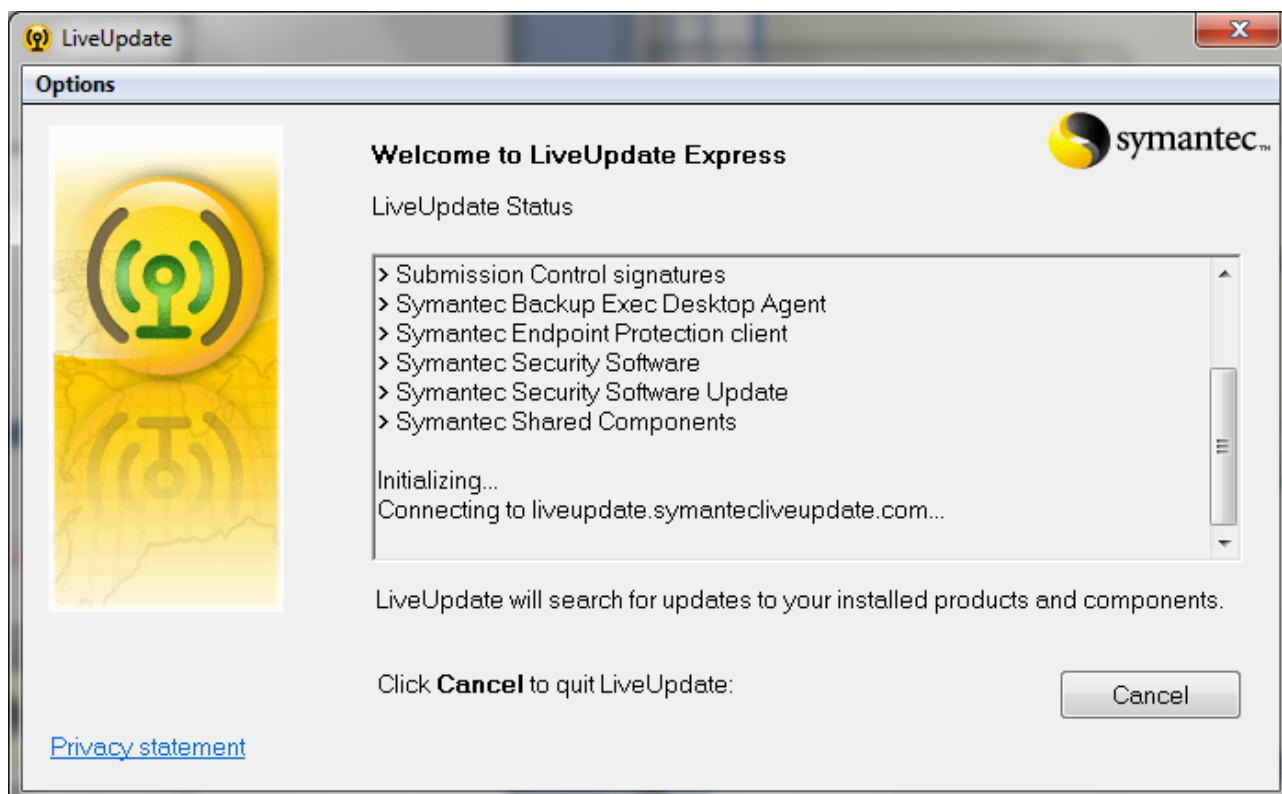 LiveUpdate
Options
symantec.™
Welcome to LiveUpdate Express
LiveUpdate Status
> Submission Control signatures
> Symantec Backup Exec Desktop Agent
> Symantec Endpoint Protection client
> Symantec Security Software
> Symantec Security Software Update
> Symantec Shared Components
Initializing...
Connecting to liveupdate.symantecliveupdate.com...
LiveUpdate will search for updates to your installed products and components.
Click Cancel to quit LiveUpdate:
Cancel
Privacy statement